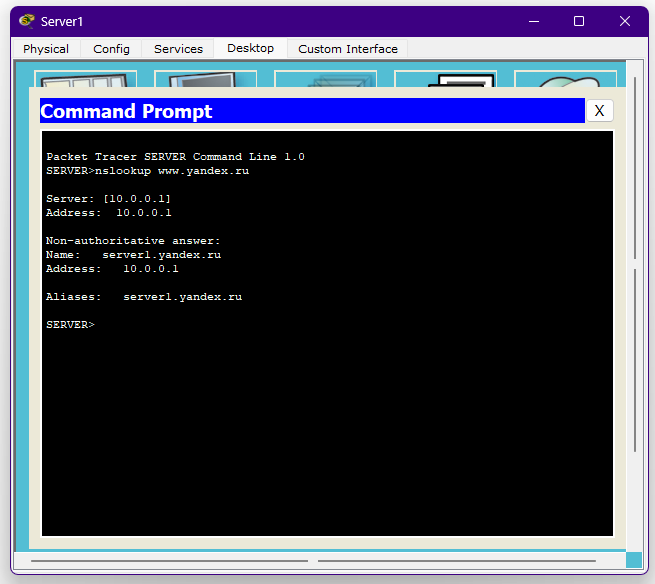 Server1
Physical Config Services Desktop Custom Interface
Command Prompt X
Packet Tracer SERVER Command Line 1.0
SERVER>nslookup www.yandex.ru
Server: [10.0.0.1]
Address:  10.0.0.1
Non-authoritative answer:
Name:   server1.yandex.ru
Address:   10.0.0.1
Aliases:   server1.yandex.ru
SERVER>